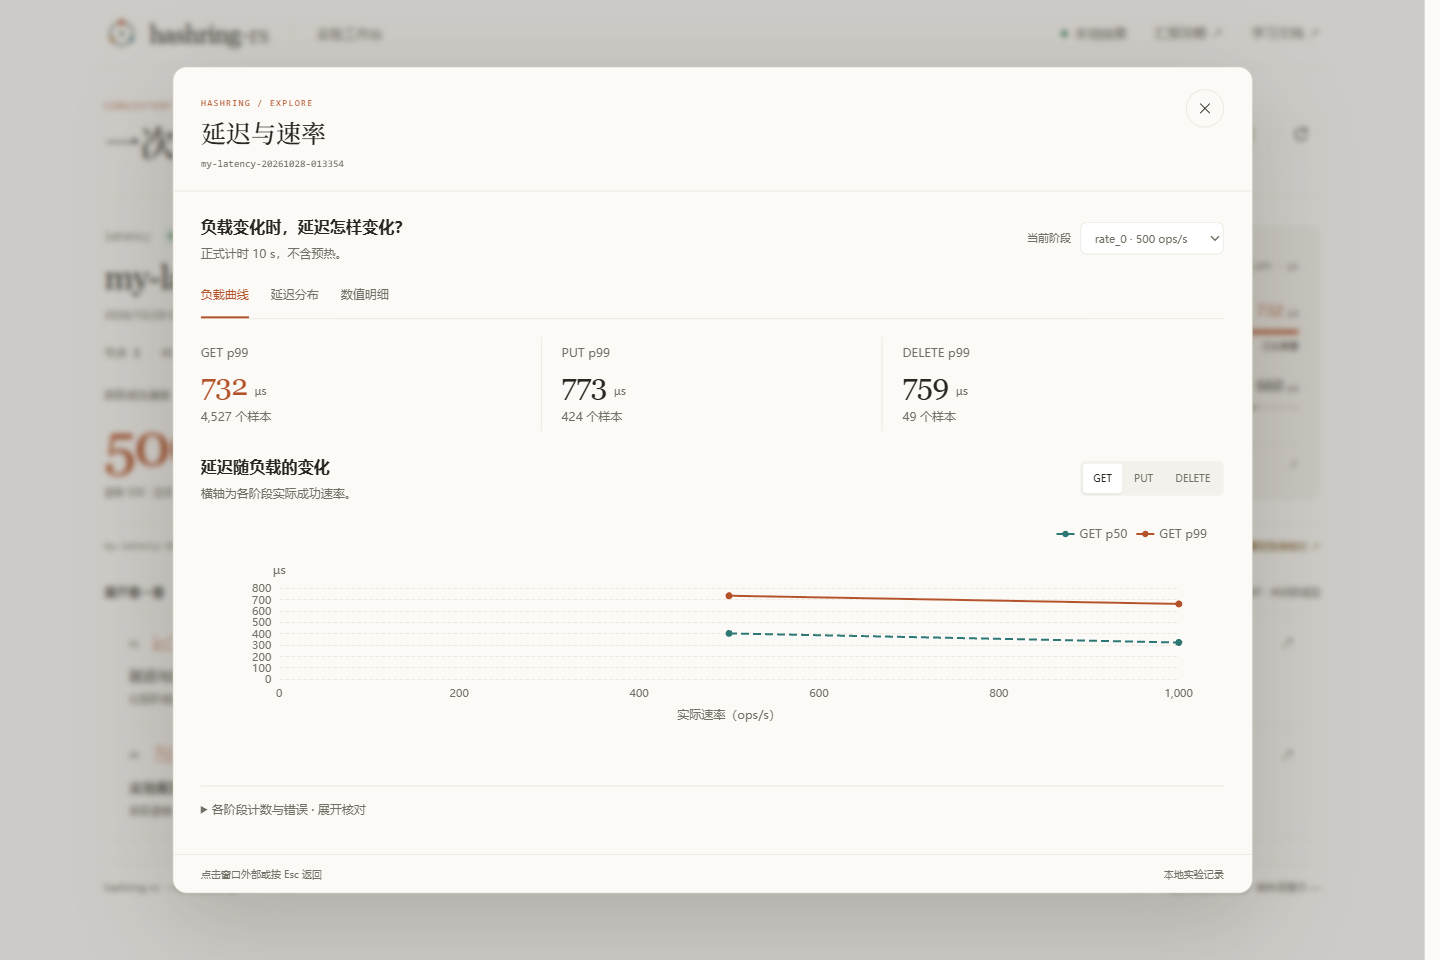 hashring-rs
HASHRING / EXPLORE
延迟与速率
my-latency-20261028-013354
负载变化时，延迟怎样变化？
正式计时 10 s，不含预热。
当前阶段
rate_0 · 500 ops/s
负载曲线
延迟分布
数值明细
GET p99
732 µs
4,527 个样本
PUT p99
773 µs
424 个样本
DELETE p99
759 µs
49 个样本
延迟随负载的变化
横轴为各阶段实际成功速率。
GET
PUT
DELETE
GET p50
GET p99
µs
800
700
600
500
400
300
200
100
0
0
200
400
600
800
1,000
实际速率（ops/s）
▶ 各阶段计数与错误 · 展开核对
点击窗口外部或按 Esc 返回
本地实验记录